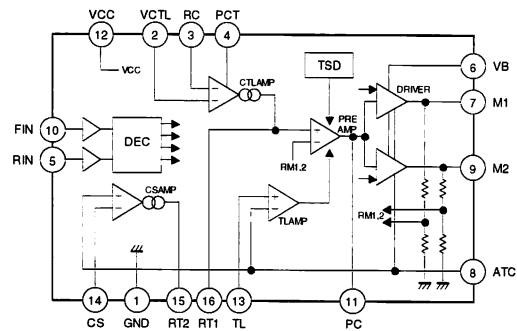 VCC VCTL RC PCT
12 2 3 4
VCC
TSD
VB
6
CTLAMP
DRIVER
M1
7
FIN
10
DEC
PRE
AMP
RIN
5
RM1,2
M2
9
CSAMP
TLAMP
RM1,2
ATC
8
14 1 15 16 13 11
CS GND RT2 RT1 TL PC